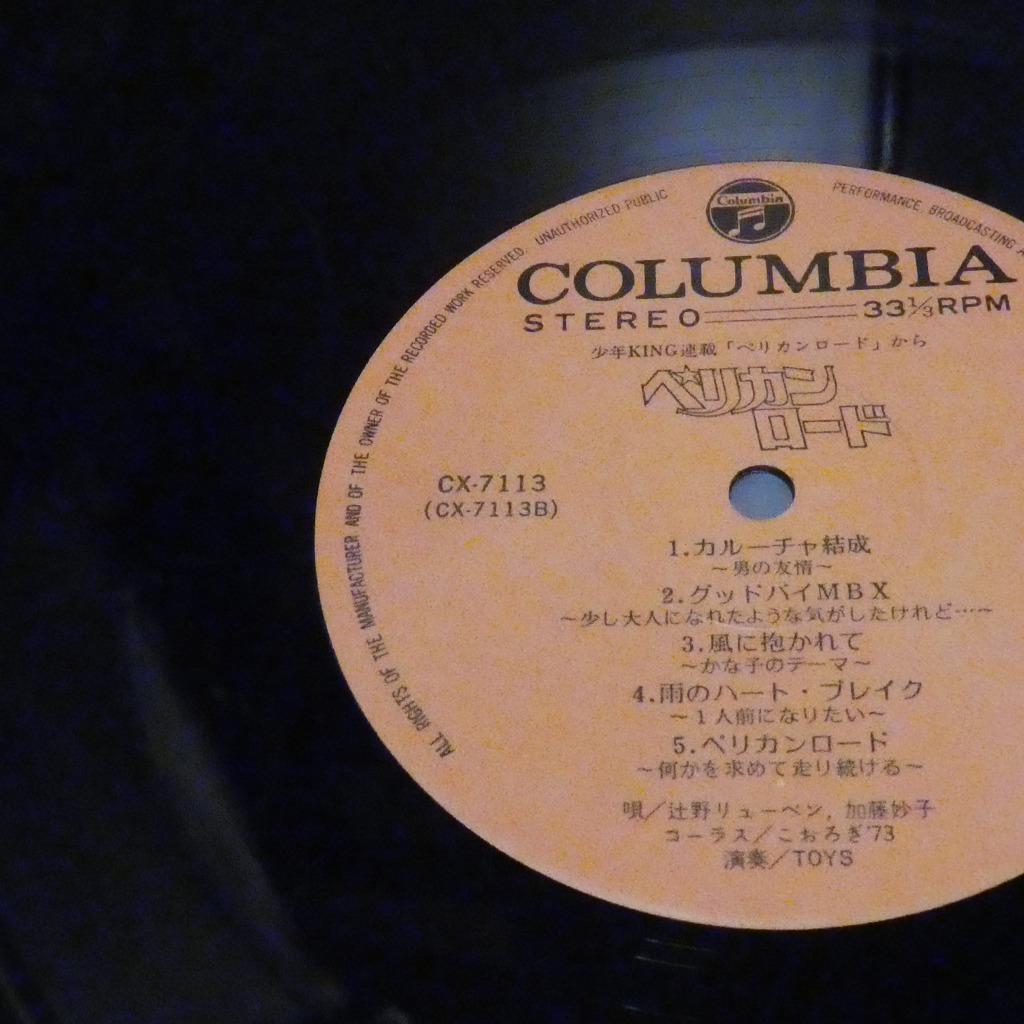 ALL RIGHTS OF THE MANUFACTURER AND OF THE OWNER OF THE RECORDED WORK RESERVED UNAUTHORIZED PUBLIC PERFORMANCE, BROADCASTING
Columbia
COLUMBIA
STEREO 33⅓RPM
少年KING連載「ペリカンロード」から
ペリカン
ロード
CX-7113
(CX-7113B)
1.カルーチャ結成
〜男の友情〜
2.グッドバイMBX
〜少し大人になれたような気がしたけれど…〜
3.風に抱かれて
〜かな子のテーマ〜
4.雨のハート・ブレイク
〜1人前になりたい〜
5.ペリカンロード
〜何かを求めて走り続ける〜
唄／辻野リューベン, 加藤妙子
コーラス／こおろぎ'73
演奏／TOYS